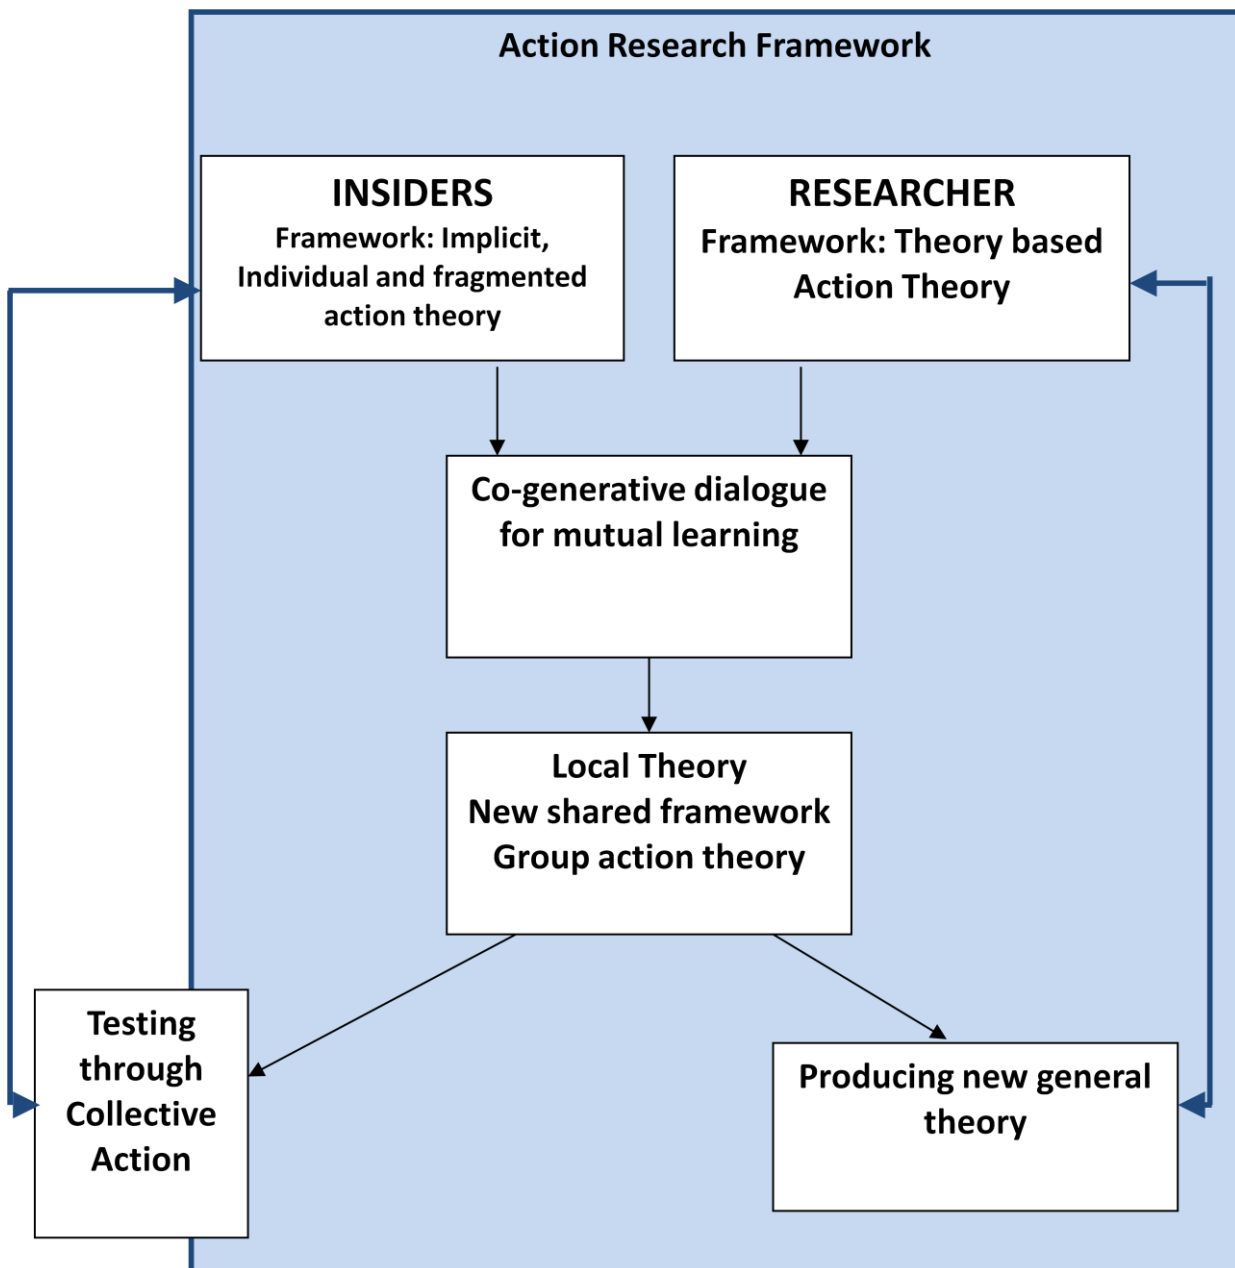 Action Research Framework
INSIDERS
Framework: Implicit,
Individual and fragmented
action theory
RESEARCHER
Framework: Theory based
Action Theory
Co-generative dialogue
for mutual learning
Local Theory
New shared framework
Group action theory
Testing
through
Collective
Action
Producing new general
theory